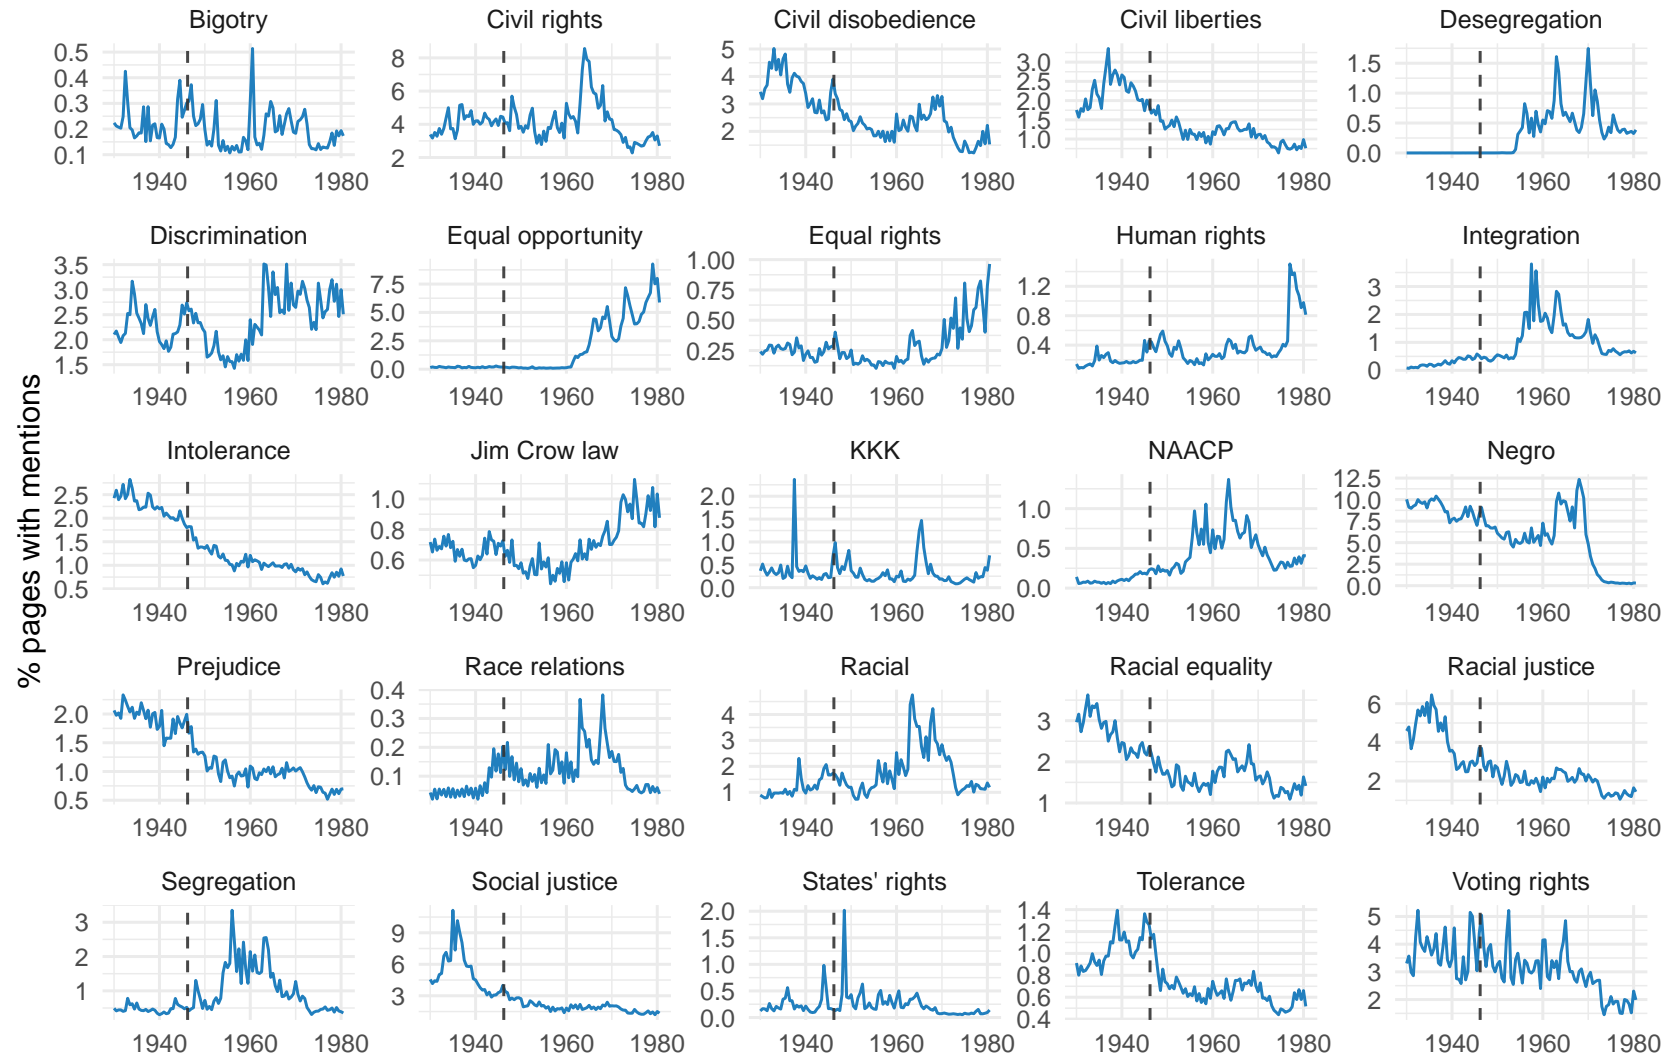 Bigotry
Civil rights
Civil disobedience
Civil liberties
Desegregation
0.5
0.4
0.3
0.2
0.1
1940 1960 1980
8
6
4
2
1940 1960 1980
5
4
3
2
1940 1960 1980
3.0
2.5
2.0
1.5
1.0
1940 1960 1980
1.5
1.0
0.5
0.0
1940 1960 1980
Discrimination
Equal opportunity
Equal rights
Human rights
Integration
3.5
3.0
2.5
2.0
1.5
1940 1960 1980
7.5
5.0
2.5
0.0
1940 1960 1980
1.00
0.75
0.50
0.25
1940 1960 1980
1.2
0.8
0.4
1940 1960 1980
3
2
1
0
1940 1960 1980
% pages with mentions
Intolerance
Jim Crow law
KKK
NAACP
Negro
2.5
2.0
1.5
1.0
0.5
1940 1960 1980
1.0
0.8
0.6
1940 1960 1980
2.0
1.5
1.0
0.5
0.0
1940 1960 1980
1.0
0.5
0.0
1940 1960 1980
12.5
10.0
7.5
5.0
2.5
0.0
1940 1960 1980
Prejudice
Race relations
Racial
Racial equality
Racial justice
2.0
1.5
1.0
0.5
1940 1960 1980
0.4
0.3
0.2
0.1
1940 1960 1980
4
3
2
1
1940 1960 1980
3
2
1
1940 1960 1980
6
4
2
1940 1960 1980
Segregation
Social justice
States' rights
Tolerance
Voting rights
3
2
1
1940 1960 1980
9
6
3
1940 1960 1980
2.0
1.5
1.0
0.5
0.0
1940 1960 1980
1.4
1.2
1.0
0.8
0.6
0.4
1940 1960 1980
5
4
3
2
1940 1960 1980